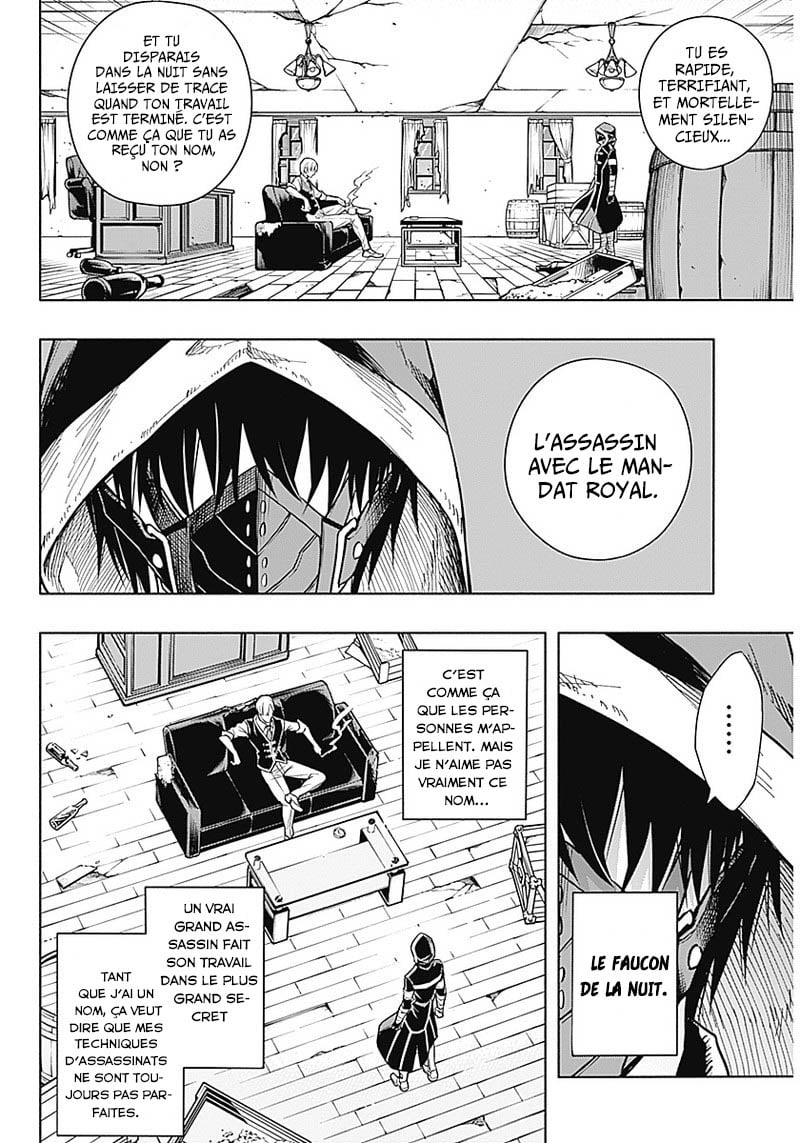 TU ES
RAPIDE,
TERRIFIANT,
ET MORTELLE-
MENT SILEN-
CIEUX...
ET TU
DISPARAIS
DANS LA NUIT SANS
LAISSER DE TRACE
QUAND TON TRAVAIL
EST TERMINÉ. C'EST
COMME ÇA QUE TU AS
REÇU TON NOM,
NON ?
L'ASSASSIN
AVEC LE MAN-
DAT ROYAL.
......
LE FAUCON
DE LA NUIT.
C'EST
COMME ÇA
QUE LES PER-
SONNES M'AP-
PELLENT. MAIS
JE N'AIME PAS
VRAIMENT CE
NOM...
UN VRAI
GRAND AS-
SASSIN FAIT
SON TRAVAIL
DANS LE PLUS
GRAND SE-
CRET
TANT
QUE J'AI UN
NOM, ÇA VEUT
DIRE QUE MES
TECHNIQUES
D'ASSASSINATS
NE SONT TOU-
JOURS PAS PAR-
FAITES.